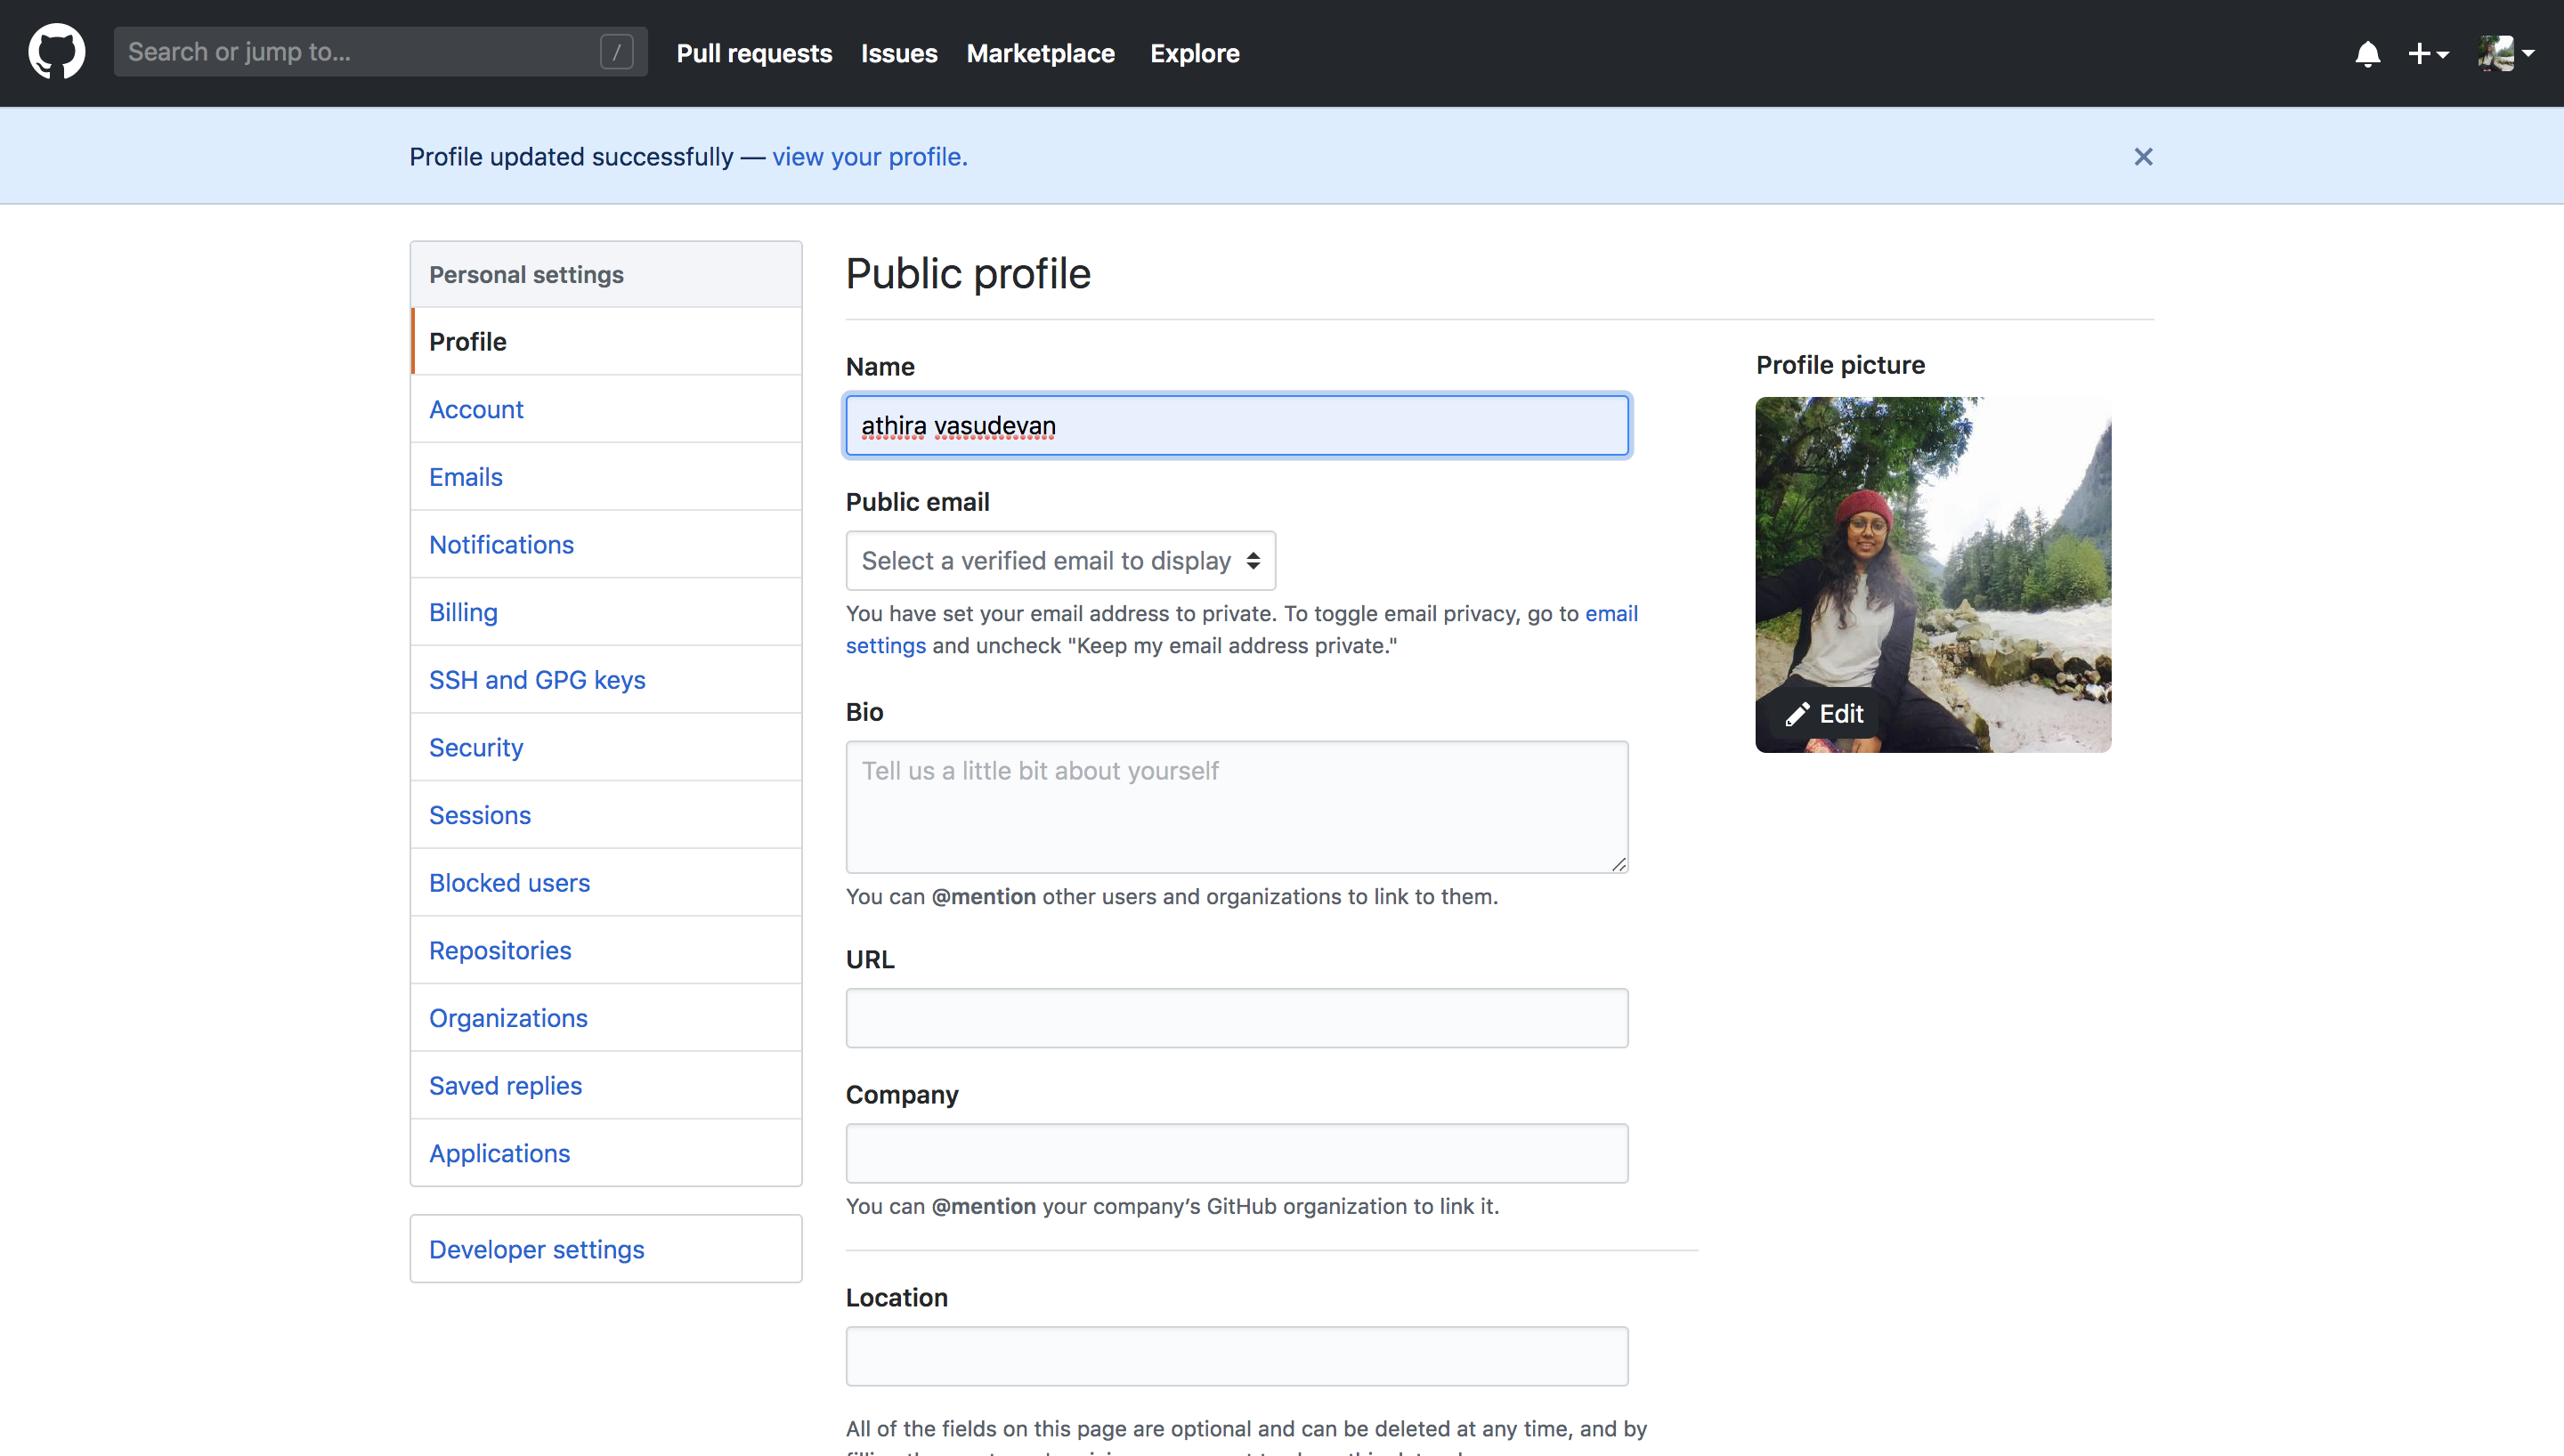 Search or jump to...
/
Pull requests
Issues
Marketplace
Explore
Profile updated successfully — view your profile.
Personal settings
Profile
Account
Emails
Notifications
Billing
SSH and GPG keys
Security
Sessions
Blocked users
Repositories
Organizations
Saved replies
Applications
Developer settings
Public profile
Name
athira vasudevan
Public email
Select a verified email to display
You have set your email address to private. To toggle email privacy, go to email
settings and uncheck "Keep my email address private."
Bio
Tell us a little bit about yourself
You can @mention other users and organizations to link to them.
URL
Company
You can @mention your company’s GitHub organization to link it.
Location
All of the fields on this page are optional and can be deleted at any time, and by
Profile picture
Edit